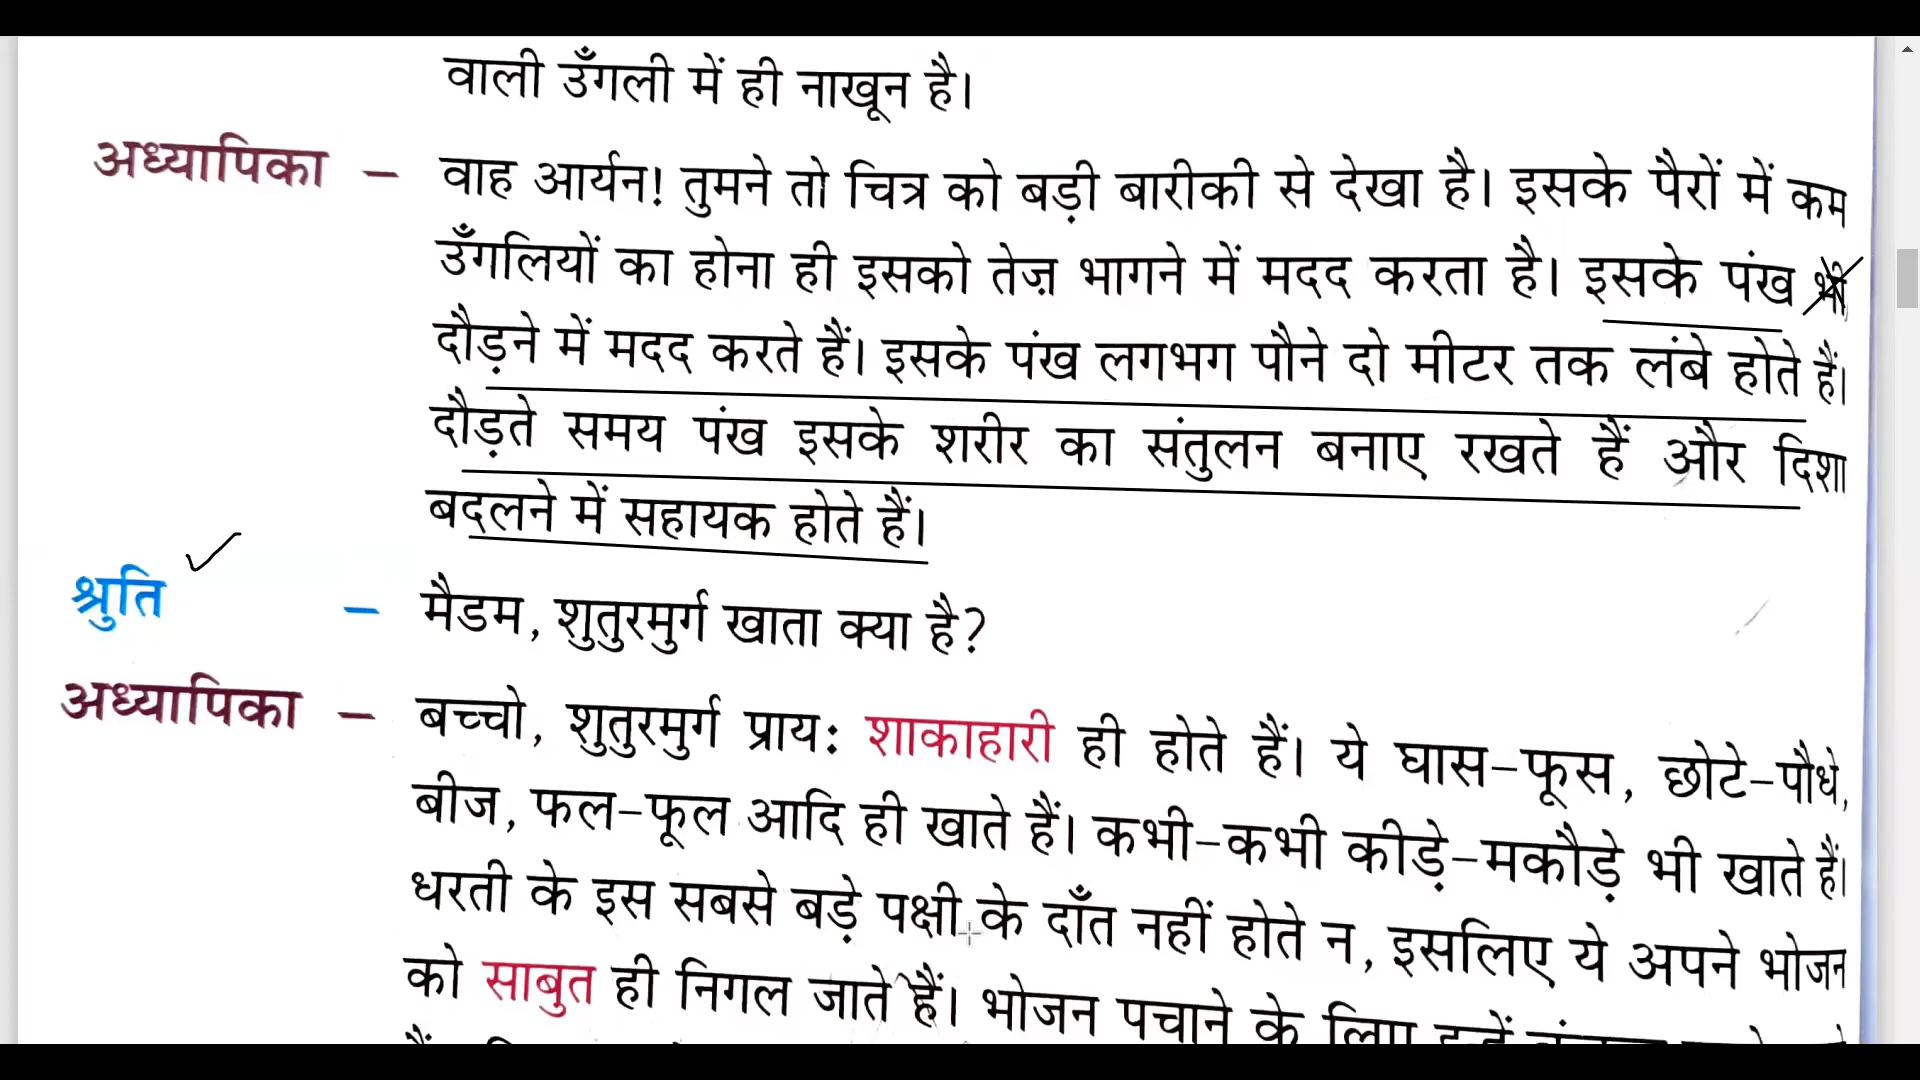 वाली उँगली में ही नाखून है।
अध्यापिका – वाह आर्यन! तुमने तो चित्र को बड़ी बारीकी से देखा है। इसके पैरों में कम
उँगलियों का होना ही इसको तेज़ भागने में मदद करता है। इसके पंख भी
दौड़ने में मदद करते हैं। इसके पंख लगभग पौने दो मीटर तक लंबे होते हैं।
दौड़ते समय पंख इसके शरीर का संतुलन बनाए रखते हैं और दिशा
बदलने में सहायक होते हैं।
श्रुति – मैडम, शुतुरमुर्ग खाता क्या है?
अध्यापिका – बच्चो, शुतुरमुर्ग प्राय: शाकाहारी ही होते हैं। ये घास-फूस, छोटे-पौधे,
बीज, फल-फूल आदि ही खाते हैं। कभी-कभी कीड़े-मकौड़े भी खाते हैं।
धरती के इस सबसे बड़े पक्षी के दाँत नहीं होते न, इसलिए ये अपने भोजन
को साबुत ही निगल जाते हैं। भोजन पचाने के लिए इन्हें